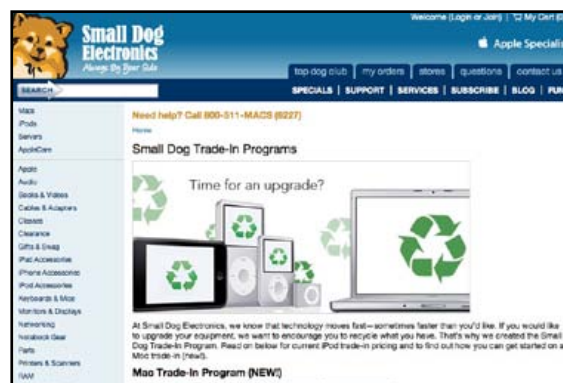 Welcome (Login or Join) | My Cart (0
Small Dog
Electronics
Always By Your Side
Apple Specialis
top dog club | my orders | stores | questions | contact us
SEARCH
SPECIALS | SUPPORT | SERVICES | SUBSCRIBE | BLOG | FUN
Macs
iPods
Servers
AppleCare
Apple
Audio
Books & Videos
Cables & Adapters
Classes
Clearance
Gifts & Swag
iPad Accessories
iPhone Accessories
iPod Accessories
Keyboards & Mice
Monitors & Displays
Networking
Notebook Gear
Parts
Printers & Scanners
RAM
Need help? Call 800-511-MACS (6227)
Home
Small Dog Trade-In Programs
Time for an upgrade?
At Small Dog Electronics, we know that technology moves fast—sometimes faster than you'd like. If you would like
to upgrade your equipment, we want to encourage you to recycle what you have. That's why we created the Small
Dog Trade-In Program. Read on below for current iPod trade-in pricing and to find out how you can get started on a
Mac trade-in (new!).
Mac Trade-In Program (NEW!)